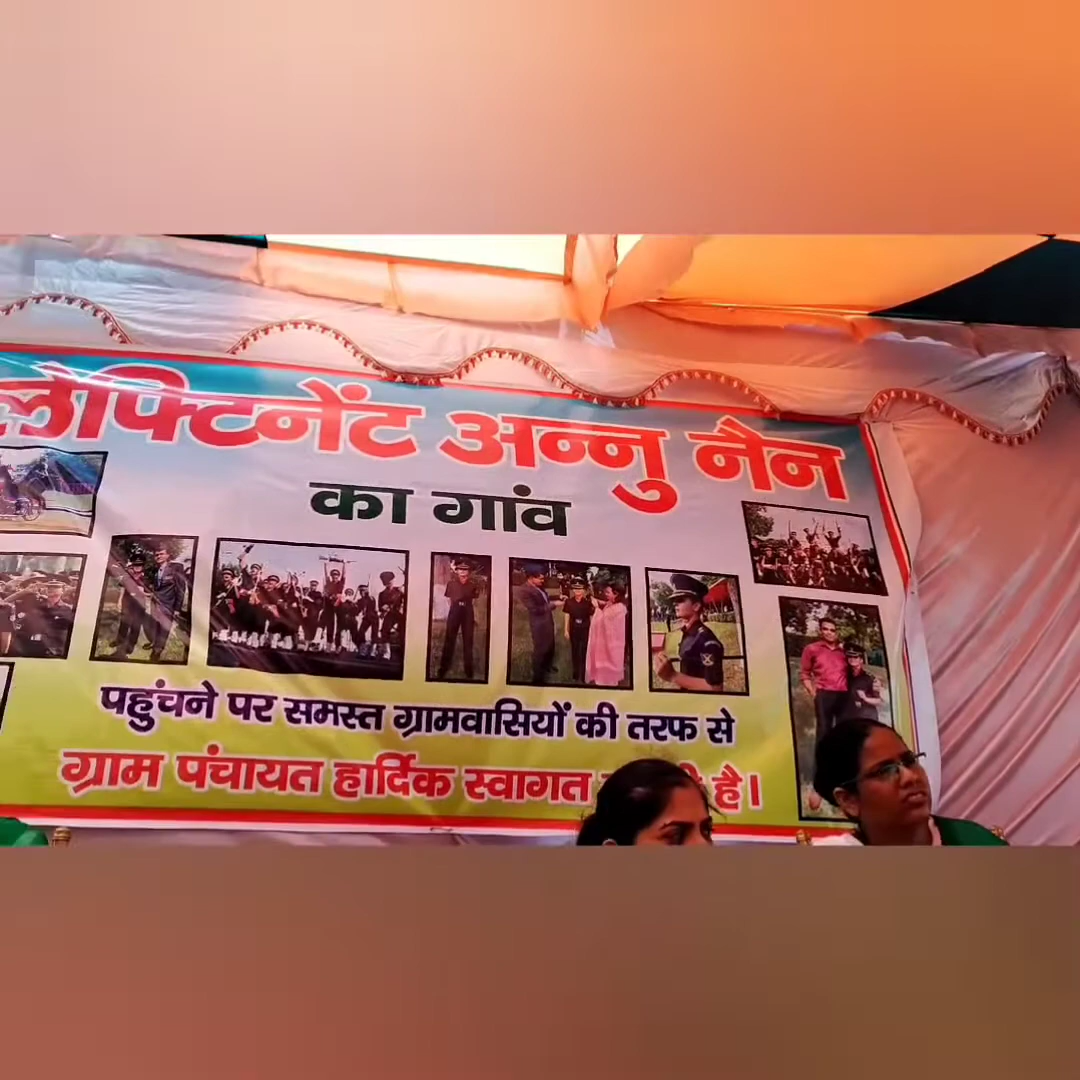 लेफ्टिनेंट अन्नु नैन
का गांव
पहुंचने पर समस्त ग्रामवासियों की तरफ से
ग्राम पंचायत हार्दिक स्वागत है।